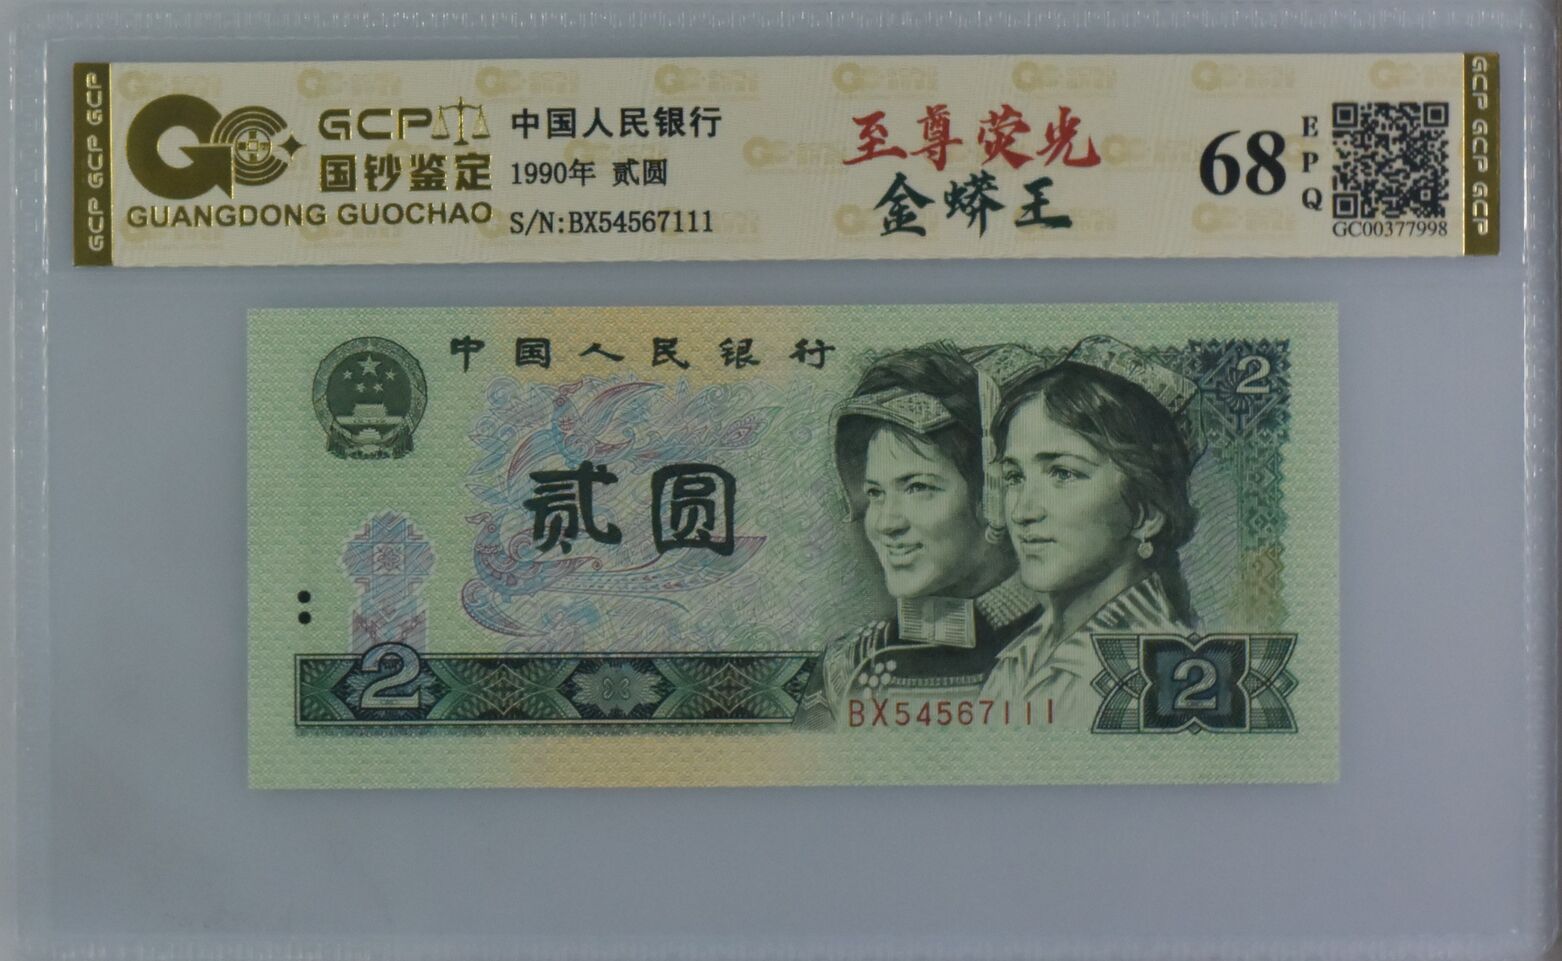 GCP GCP GCP
GCP
国钞鉴定
GUANGDONG GUOCHAO
中国人民银行
1990年 贰圆
S/N:BX54567111
至尊荧光
金蟒王
68
EPQ
GC00377998
GCP GCP GCP
中国人民银行
2
贰圆
2
2
BX54567111